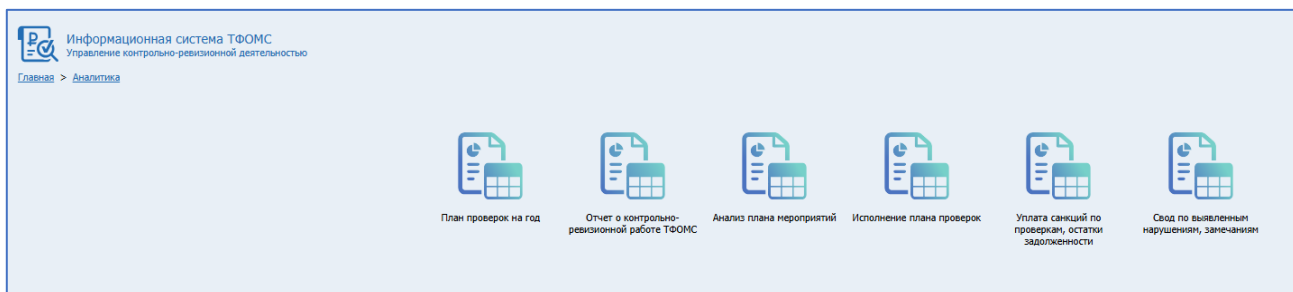 Информационная система ТФОМС
Управление контрольно-ревизионной деятельностью
Главная > Аналитика
План проверок на год
Отчет о контрольно-
ревизионной работе ТФОМС
Анализ плана мероприятий
Исполнение плана проверок
Уплата санкций по
проверкам, остатки
задолженности
Свод по выявленным
нарушениям, замечаниям